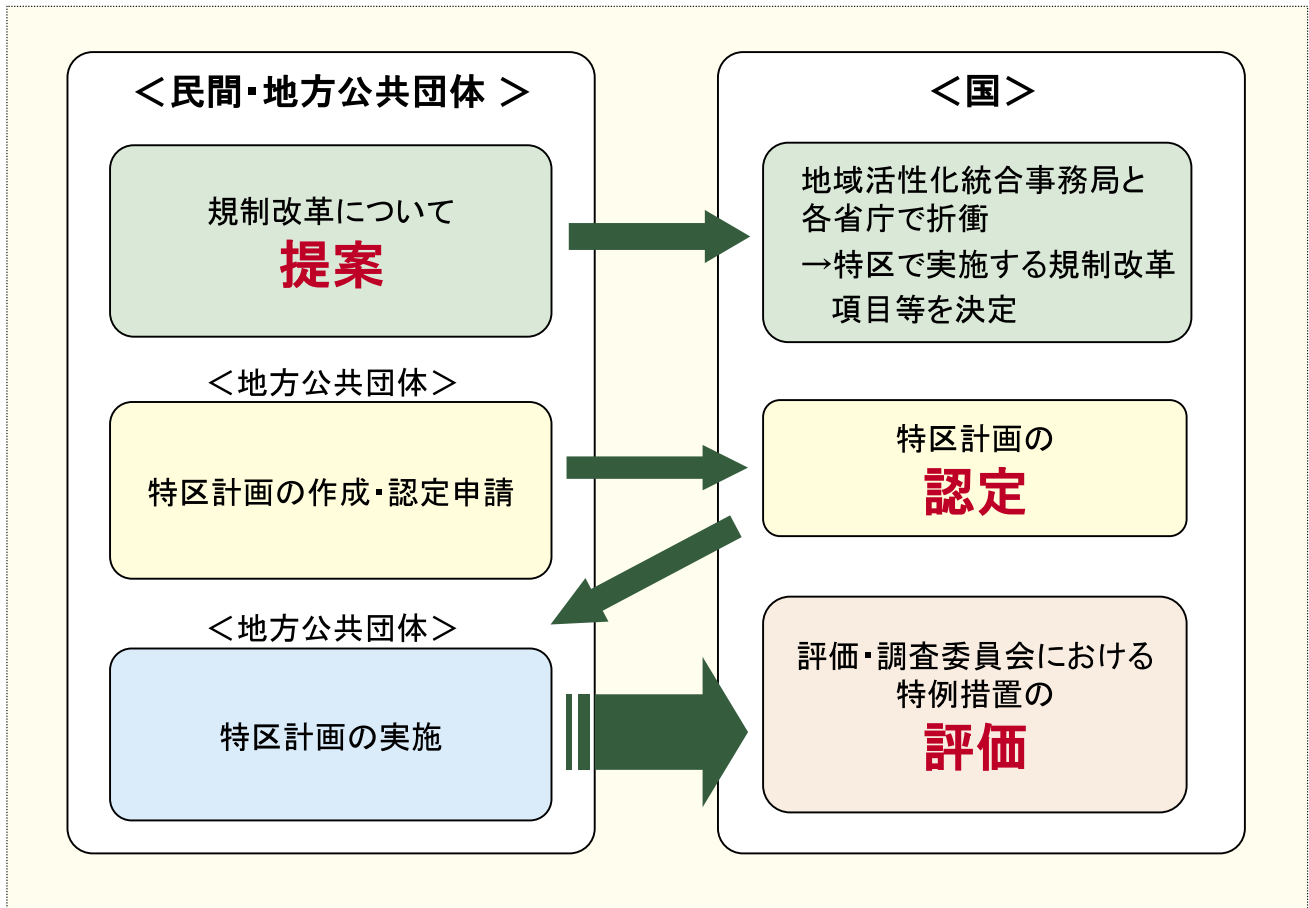 ＜民間・地方公共団体 ＞
規制改革について
提案
＜地方公共団体＞
特区計画の作成・認定申請
＜地方公共団体＞
特区計画の実施
＜国＞
地域活性化統合事務局と
各省庁で折衝
→特区で実施する規制改革
項目等を決定
特区計画の
認定
評価・調査委員会における
特例措置の
評価